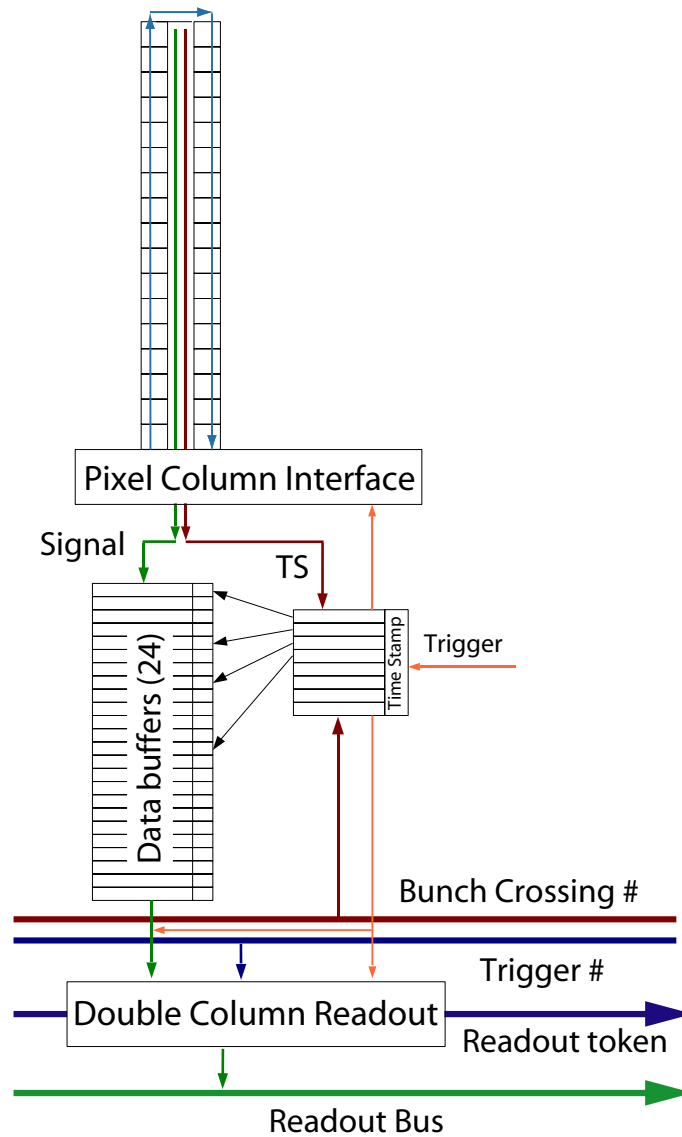 Pixel Column Interface
Signal
TS
Data buffers (24)
Time Stamp
Trigger
Bunch Crossing #
Trigger #
Double Column Readout
Readout token
Readout Bus